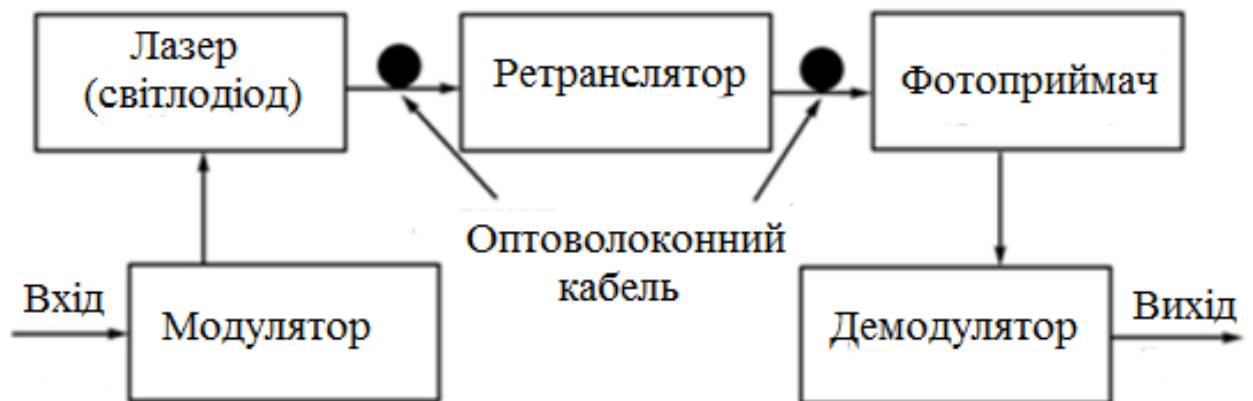 Лазер
(світлодіод)
Ретранслятор
Фотоприймач
Оптоволоконний
кабель
Вхід
Модулятор
Демодулятор
Вихід